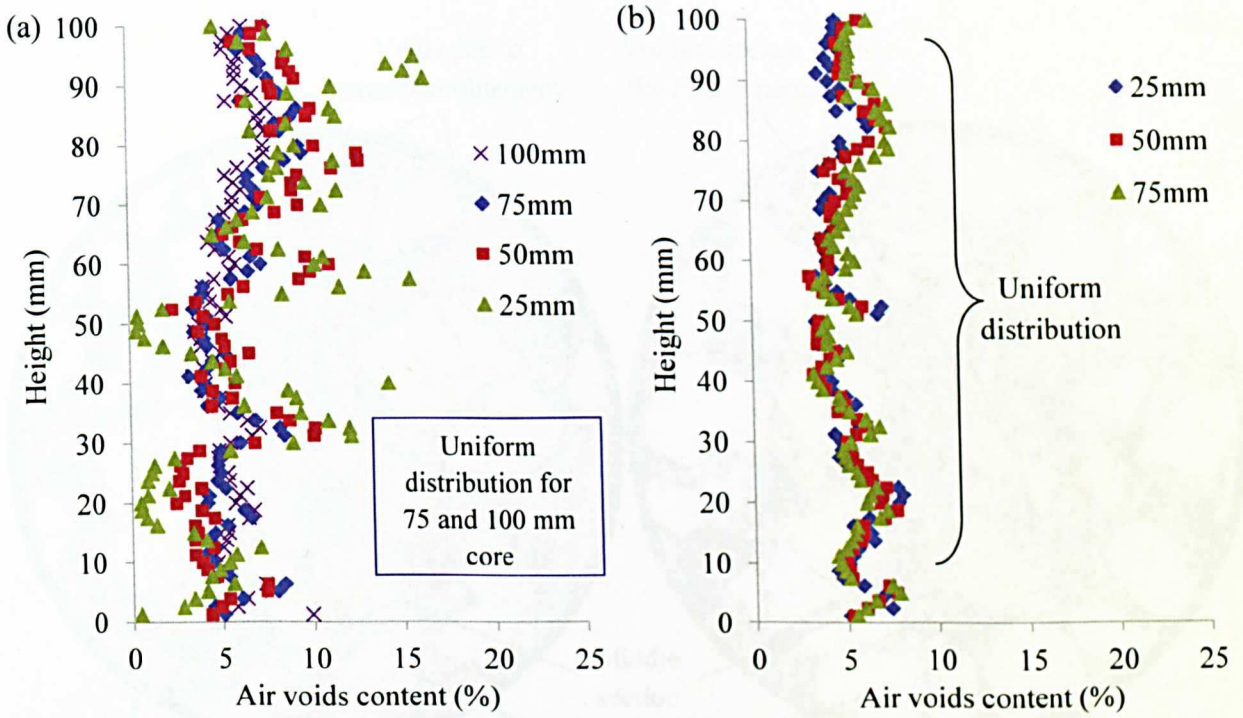 (a)
100
90
80
70
60
50
40
30
20
10
0
Height (mm)
0 5 10 15 20 25
Air voids content (%)
100mm
75mm
50mm
25mm
Uniform
distribution for
75 and 100 mm
core
(b)
100
90
80
70
60
50
40
30
20
10
0
Height (mm)
0 5 10 15 20 25
Air voids content (%)
25mm
50mm
75mm
Uniform
distribution